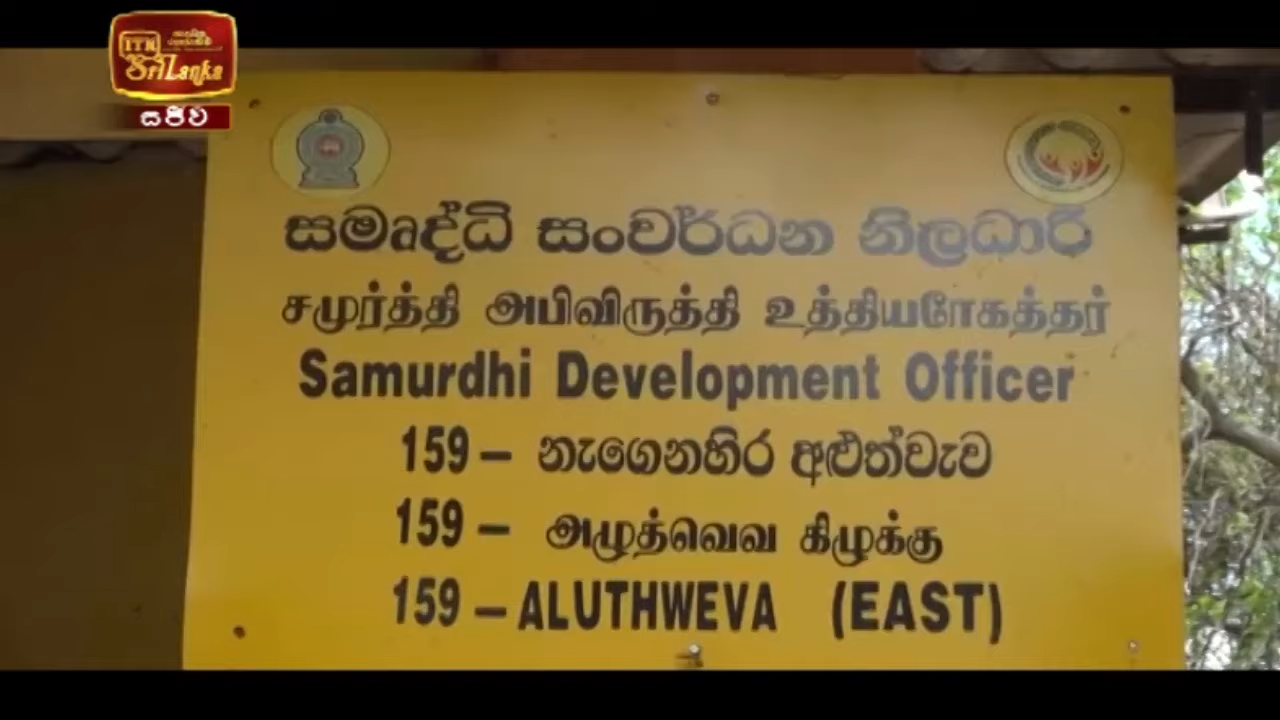 ITN
Sri Lanka
සජීව
සමෘද්ධි සංවර්ධන නිලධාරි
சமுர்த்தி அபிவிருத்தி உத்தியரோகத்தர்
Samurdhi Development Officer
159 – නැගෙනහිර අළුත්වැව
159 – அழுத்வெவ கிழுக்கு
159 – ALUTHWEVA (EAST)